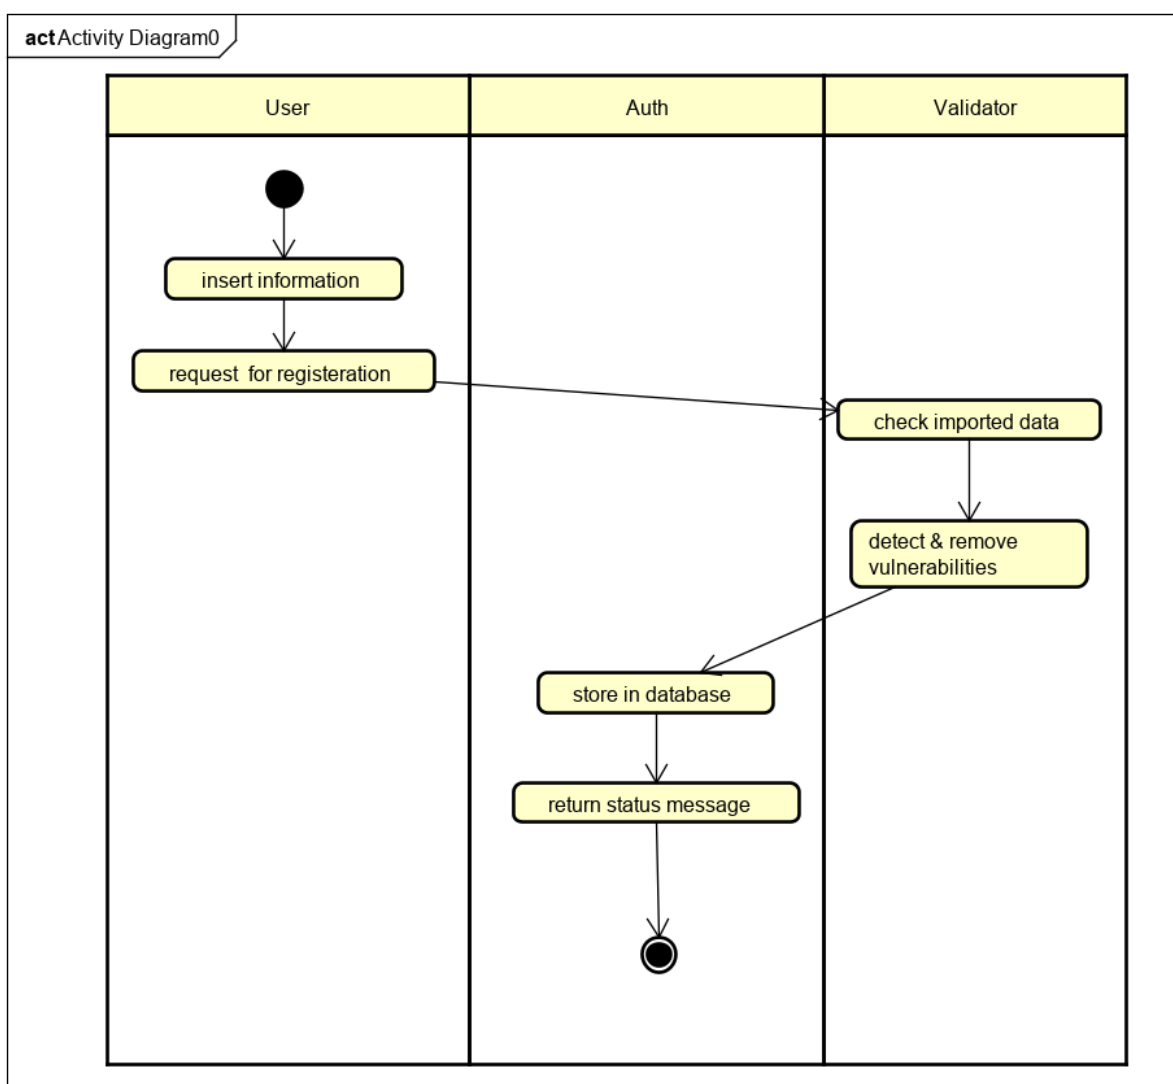 act Activity Diagram0
User
Auth
Validator
insert information
request for registeration
check imported data
detect & remove
vulnerabilities
store in database
return status message